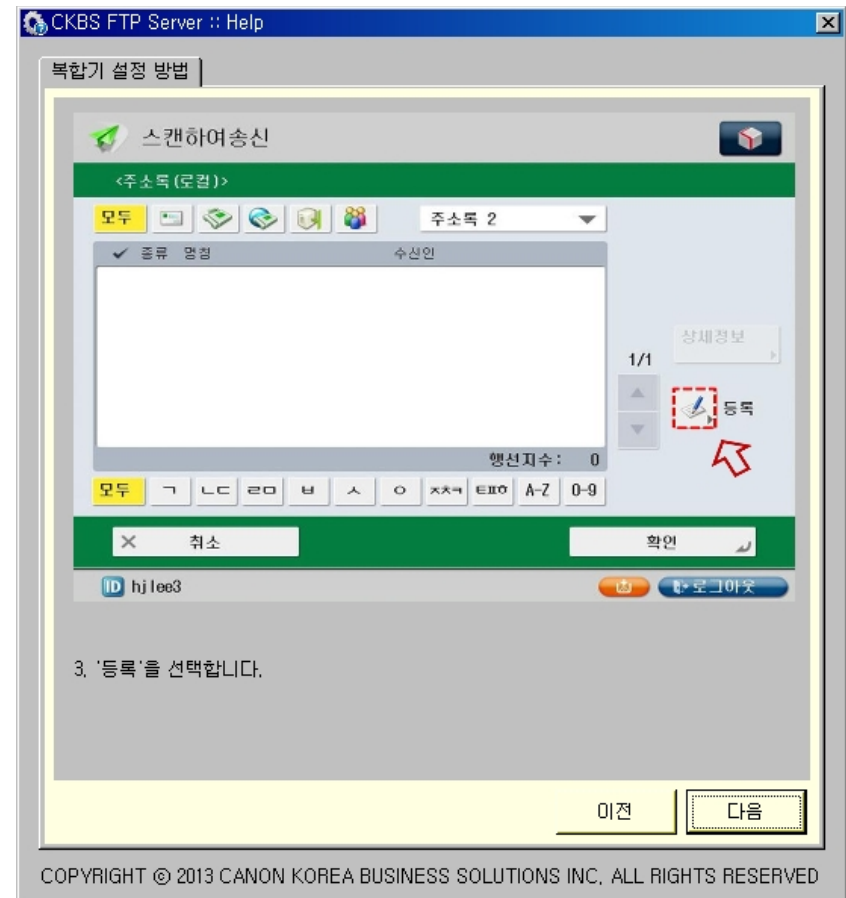 CKBS FTP Server :: Help
복합기 설정 방법
스캔하여송신
<주소록(로컬)>
모두 주소록 2
종류 명칭 수신인
상세정보
1/1
등록
행선지수: 0
모두 ㄱ ㄴㄷ ㄹㅁ ㅂ ㅅ ㅇ ㅈㅊㅋ ㅌㅍㅎ A-Z 0-9
취소 확인
ID hjlee3 로그아웃
3. '등록'을 선택합니다.
이전 다음
COPYRIGHT ⓒ 2013 CANON KOREA BUSINESS SOLUTIONS INC. ALL RIGHTS RESERVED